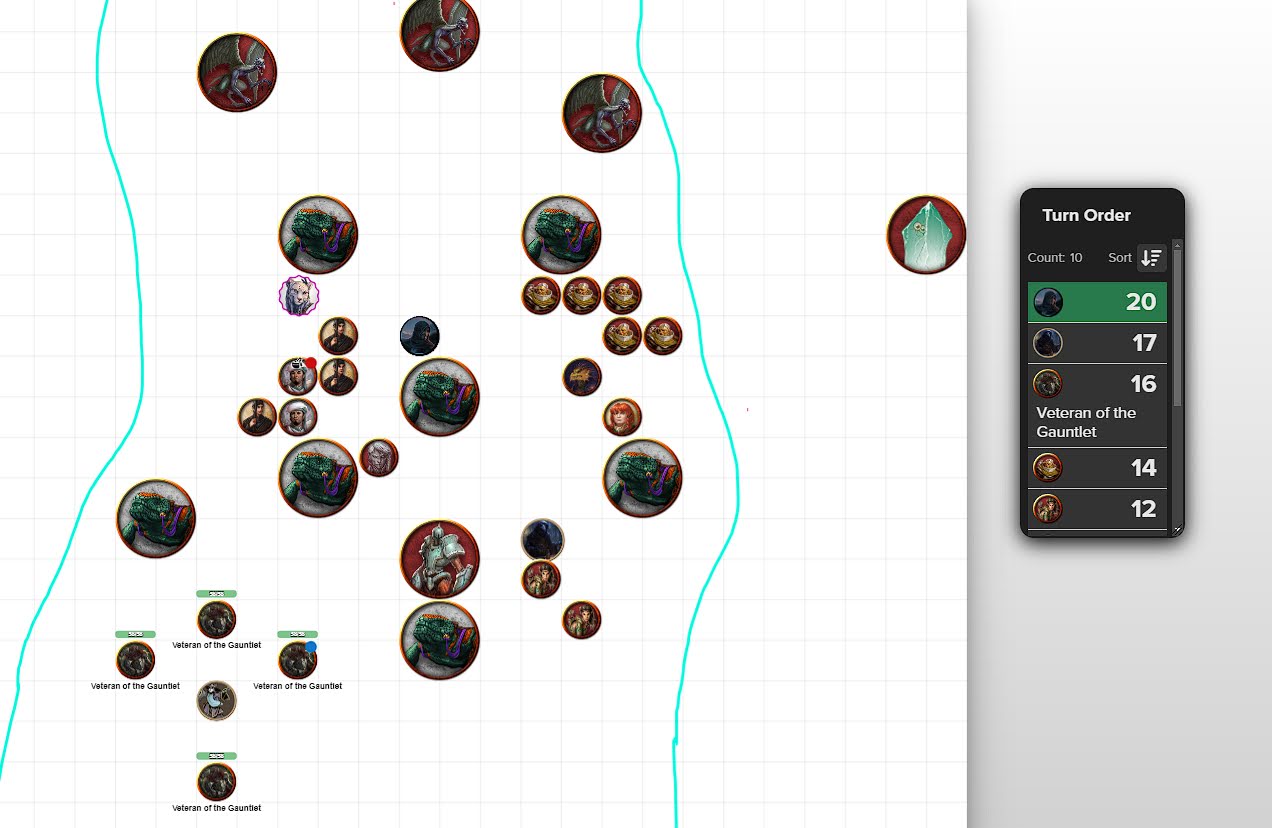 Turn Order
Count: 10 Sort
20
17
16
Veteran of the
Gauntlet
14
12
Veteran of the Gauntlet
Veteran of the Gauntlet
Veteran of the Gauntlet
Veteran of the Gauntlet